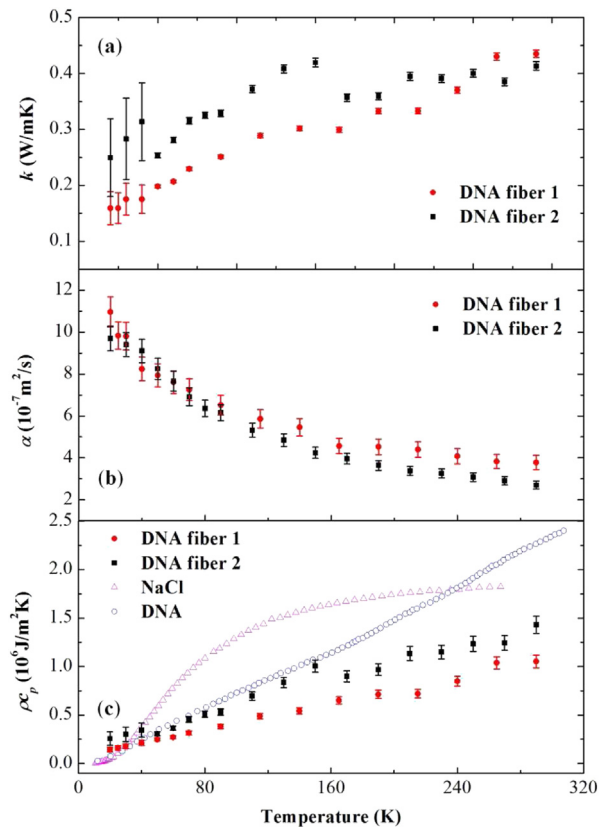 (a)
k (W/mK)
0.5
0.4
0.3
0.2
0.1
DNA fiber 1
DNA fiber 2
(b)
α (10⁻⁷m²/s)
12
10
8
6
4
2
DNA fiber 1
DNA fiber 2
(c)
ρcₚ (10⁶J/m²K)
2.5
2.0
1.5
1.0
0.5
0.0
DNA fiber 1
DNA fiber 2
NaCl
DNA
0 80 160 240 320
Temperature (K)